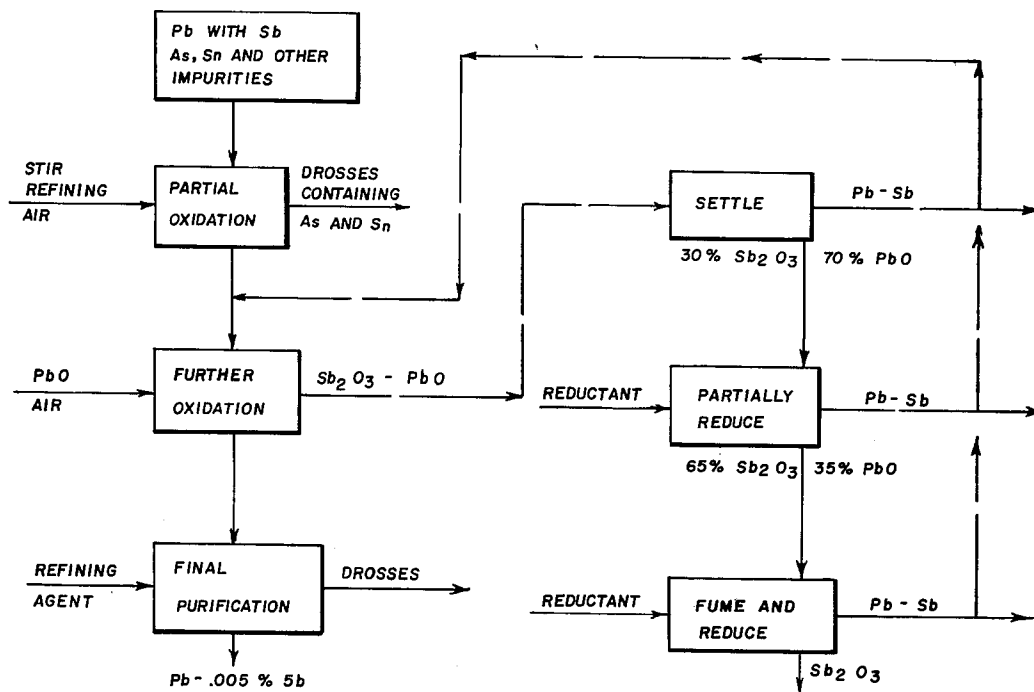 Pb WITH Sb
As, Sn AND OTHER
IMPURITIES
STIR
REFINING
AIR
PARTIAL
OXIDATION
DROSSES
CONTAINING
As AND Sn
PbO
AIR
FURTHER
OXIDATION
Sb2 O3 - PbO
REFINING
AGENT
FINAL
PURIFICATION
DROSSES
Pb-.005 % Sb
SETTLE
Pb-Sb
30% Sb2 O3 70% PbO
REDUCTANT
PARTIALLY
REDUCE
Pb-Sb
65% Sb2 O3 35% PbO
REDUCTANT
FUME AND
REDUCE
Pb - Sb
Sb2 O3